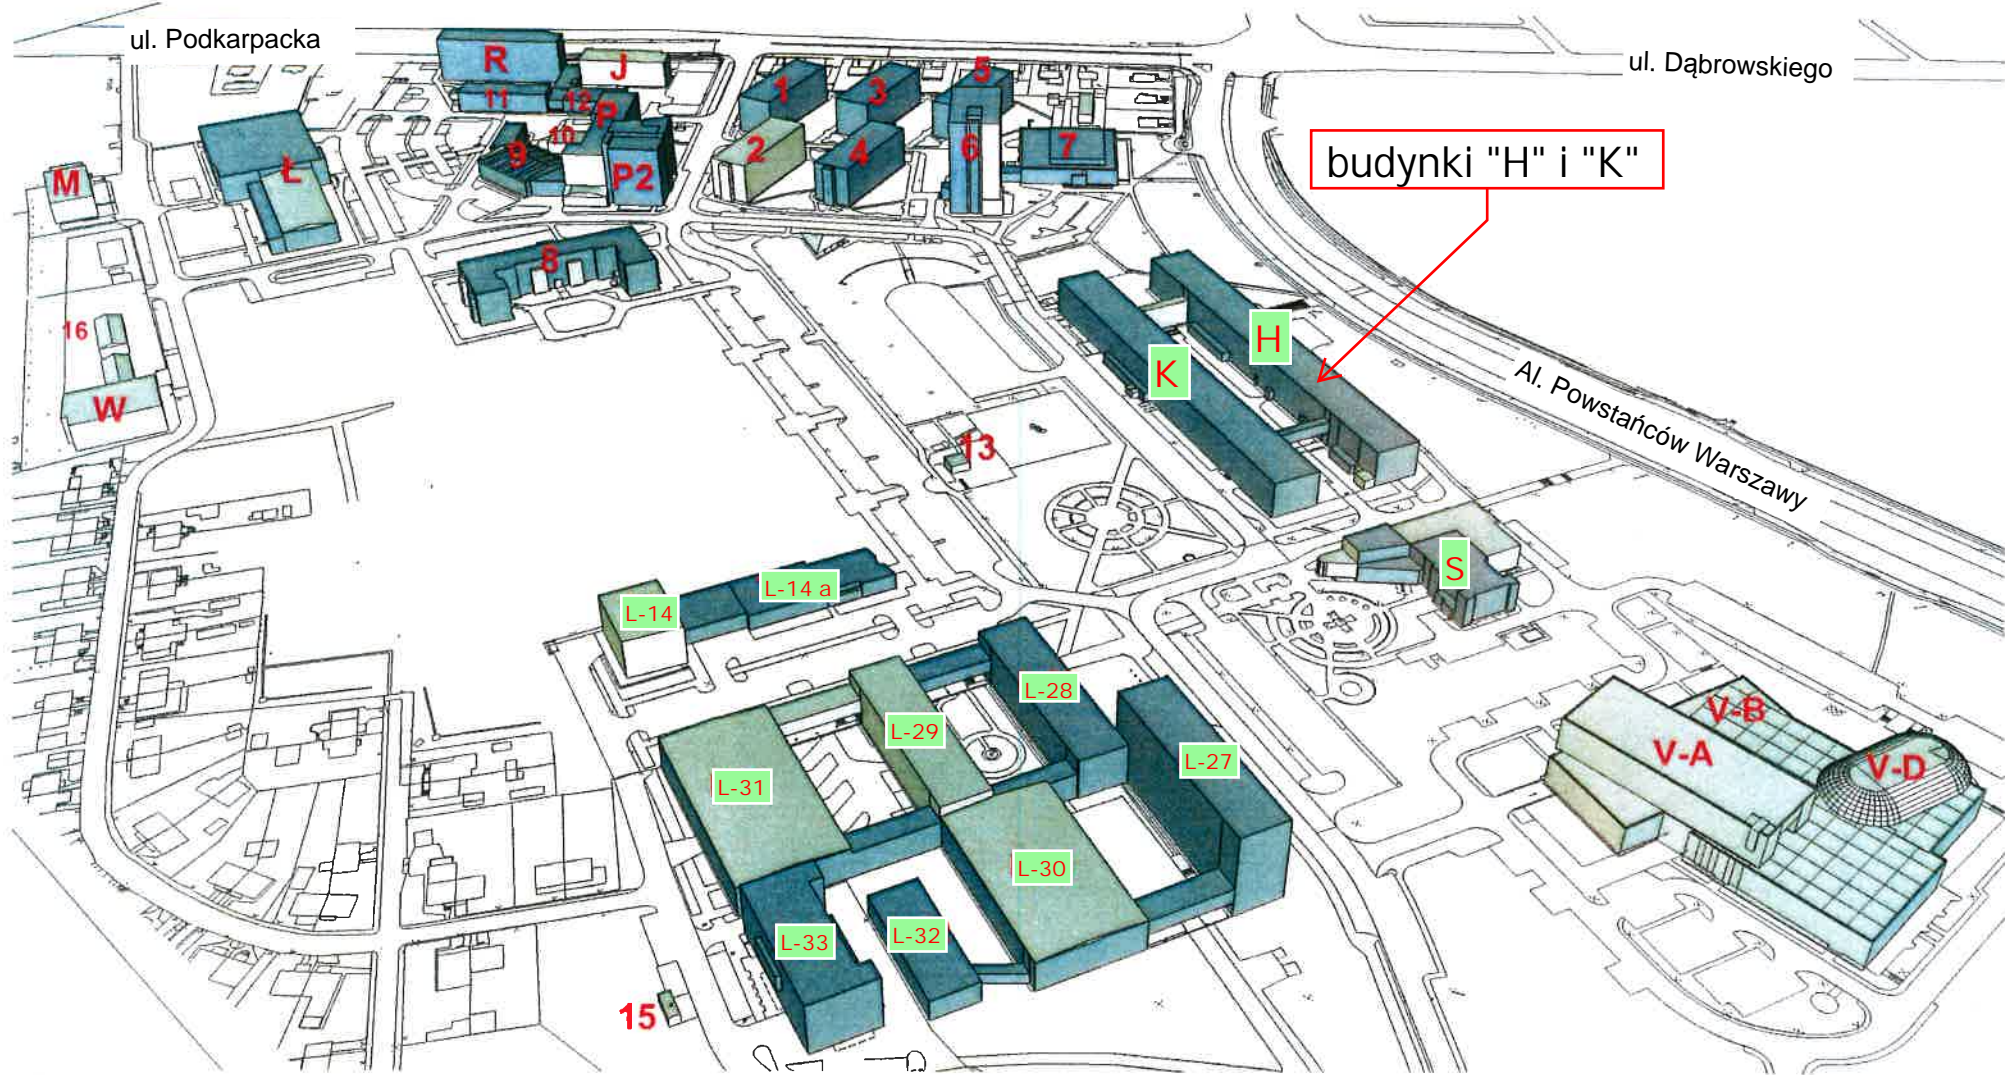 ul. Podkarpacka
ul. Dąbrowskiego
R
J
11
12
P
10
9
P2
1
3
5
2
4
6
7
M
Ł
8
budynki "H" i "K"
16
W
H
K
Al. Powstańców Warszawy
13
S
L-14
L-14 a
L-28
L-29
L-27
L-31
L-30
L-33
L-32
15
V-B
V-A
V-D